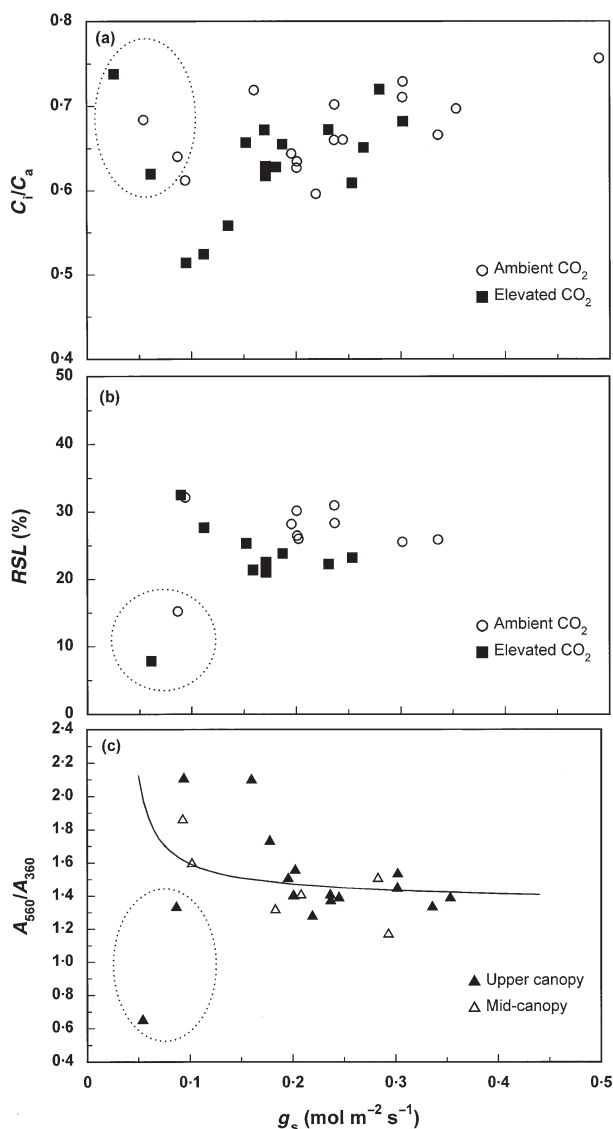 0·8
(a)
0·7
0·6
0·5
0·4
Ci/Ca
Ambient CO2
Elevated CO2
50
(b)
40
30
20
10
0
RSL (%)
Ambient CO2
Elevated CO2
2·4
(c)
2·2
2·0
1·8
1·6
1·4
1·2
1·0
0·8
0·6
0·4
A560/A360
Upper canopy
Mid-canopy
0 0·1 0·2 0·3 0·4 0·5
gs (mol m−2 s−1)